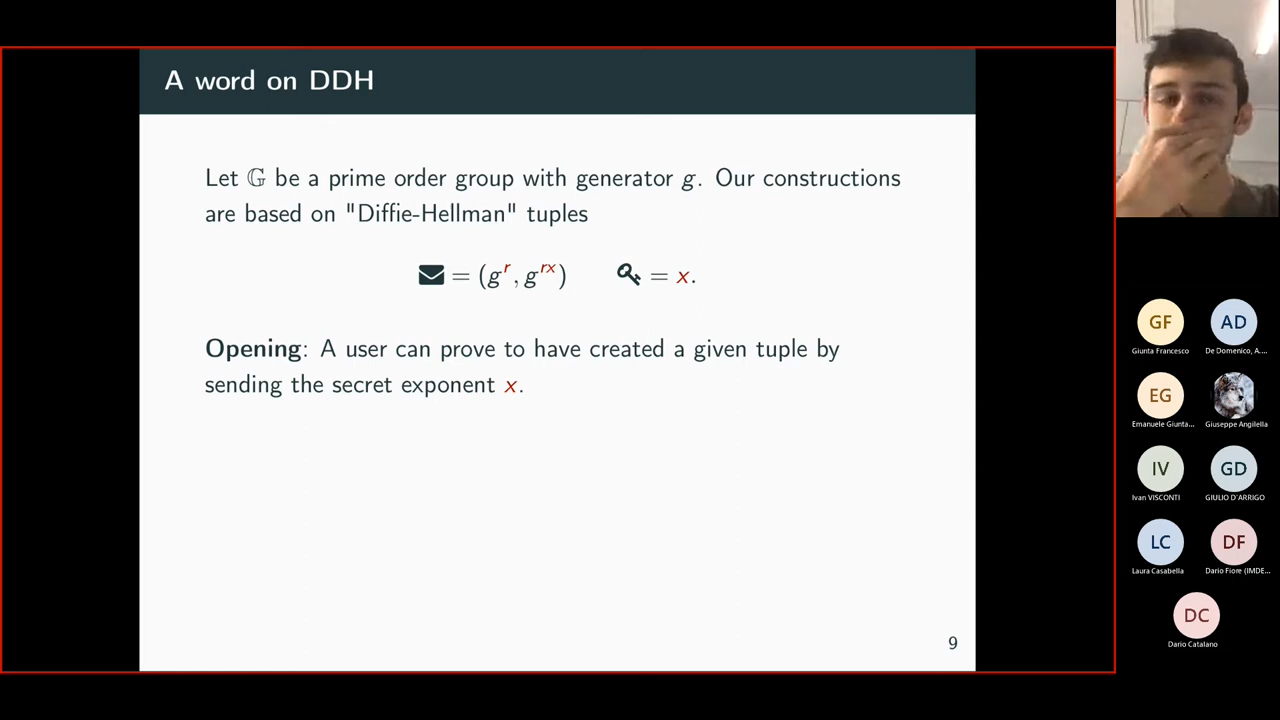 A word on DDH
Let 𝔾 be a prime order group with generator g. Our constructions
are based on "Diffie-Hellman" tuples
= (g^r, g^{rx}) = x.
Opening: A user can prove to have created a given tuple by
sending the secret exponent x.
9
GF AD
Giunta Francesco De Domenico, A....
EG
Emanuele Giunta... Giuseppe Angilella
IV GD
Ivan VISCONTI GIULIO D'ARRIGO
LC DF
Laura Casabella Dario Fiore (IMDE...
DC
Dario Catalano